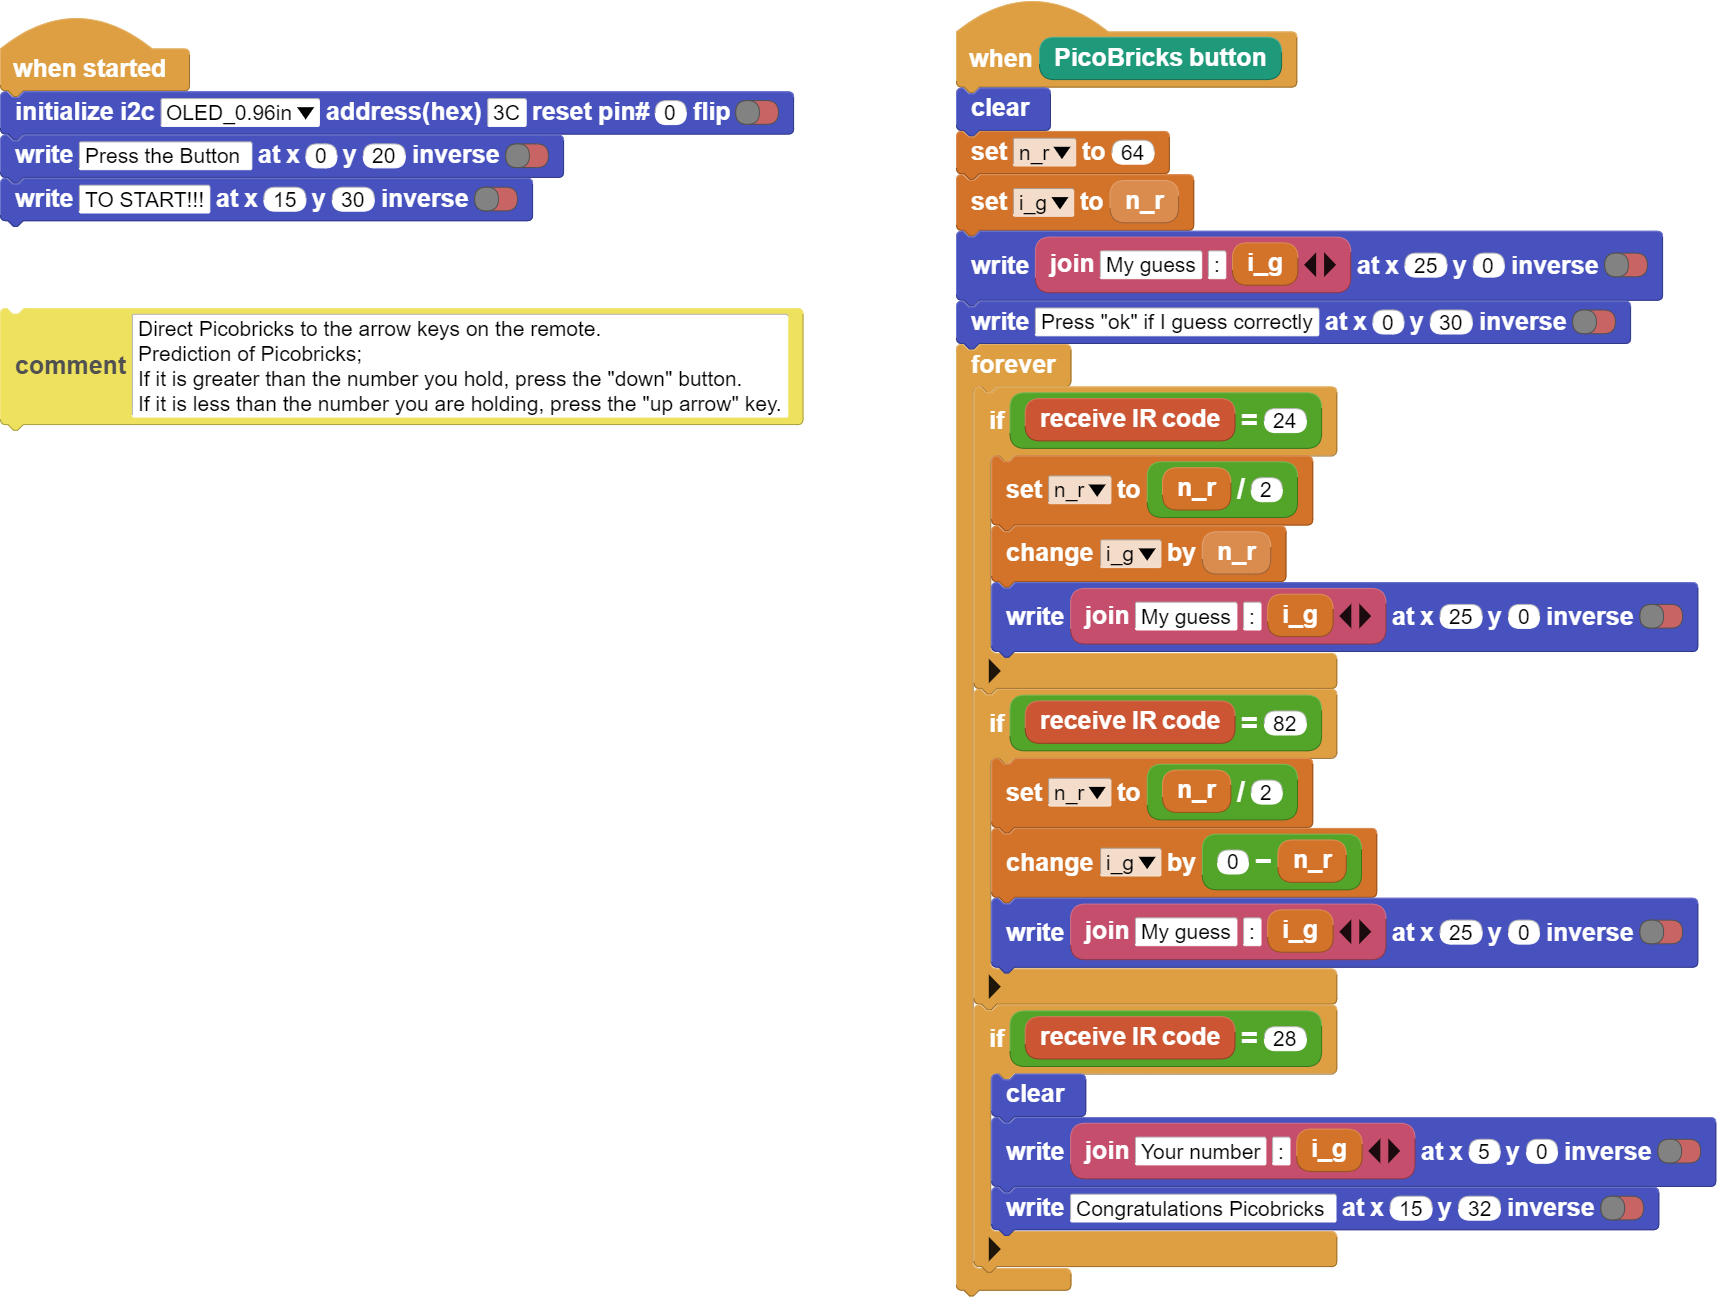 when started
initialize i2c OLED_0.96in address(hex) 3C reset pin# 0 flip
write Press the Button at x 0 y 20 inverse
write TO START!!! at x 15 y 30 inverse
comment
Direct Picobricks to the arrow keys on the remote.
Prediction of Picobricks;
If it is greater than the number you hold, press the "down" button.
If it is less than the number you are holding, press the "up arrow" key.
when PicoBricks button
clear
set n_r to 64
set i_g to n_r
write join My guess : i_g at x 25 y 0 inverse
write Press "ok" if I guess correctly at x 0 y 30 inverse
forever
if receive IR code = 24
set n_r to n_r / 2
change i_g by n_r
write join My guess : i_g at x 25 y 0 inverse
if receive IR code = 82
set n_r to n_r / 2
change i_g by 0 − n_r
write join My guess : i_g at x 25 y 0 inverse
if receive IR code = 28
clear
write join Your number : i_g at x 5 y 0 inverse
write Congratulations Picobricks at x 15 y 32 inverse